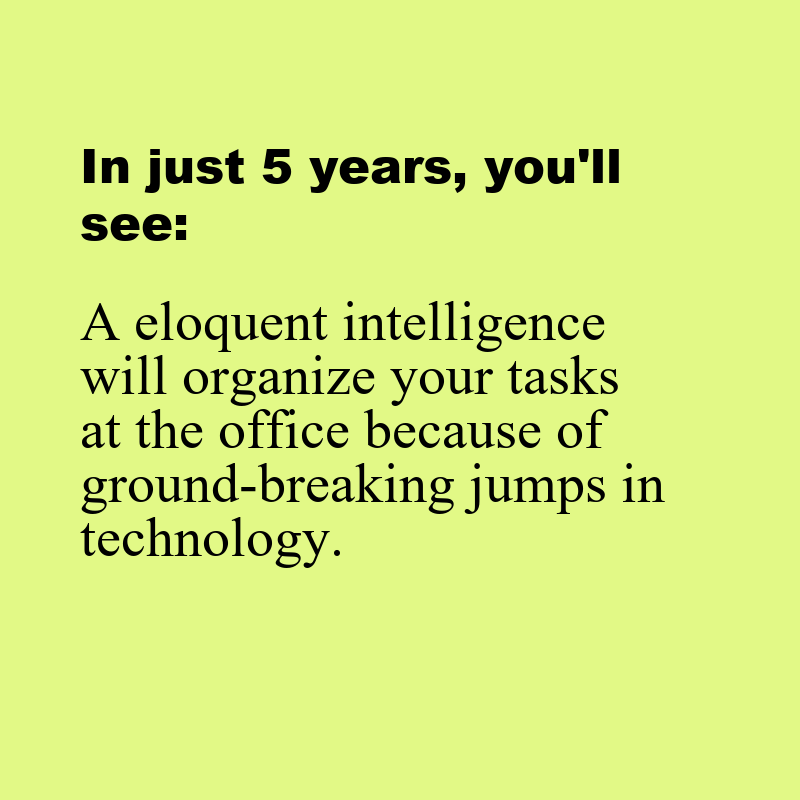 In just 5 years, you'll
see:
A eloquent intelligence
will organize your tasks
at the office because of
ground-breaking jumps in
technology.